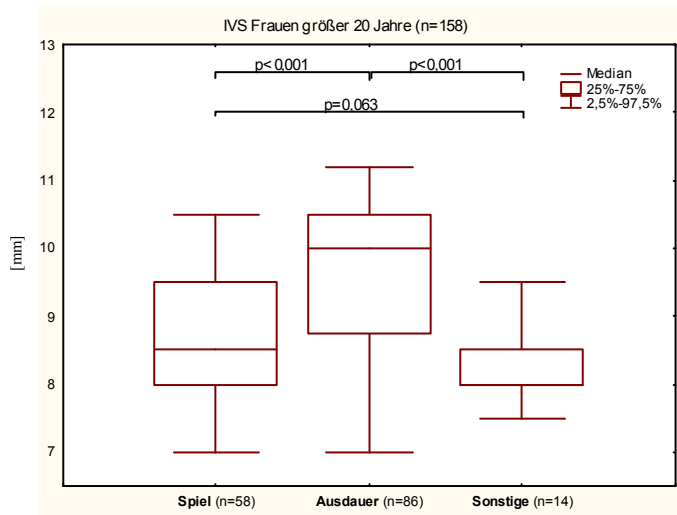 IVS Frauen größer 20 Jahre (n=158)
13
12
11
10
9
8
7
[mm]
p<0,001
p<0,001
p=0,063
Median
25%-75%
2,5%-97,5%
Spiel (n=58)
Ausdauer (n=86)
Sonstige (n=14)